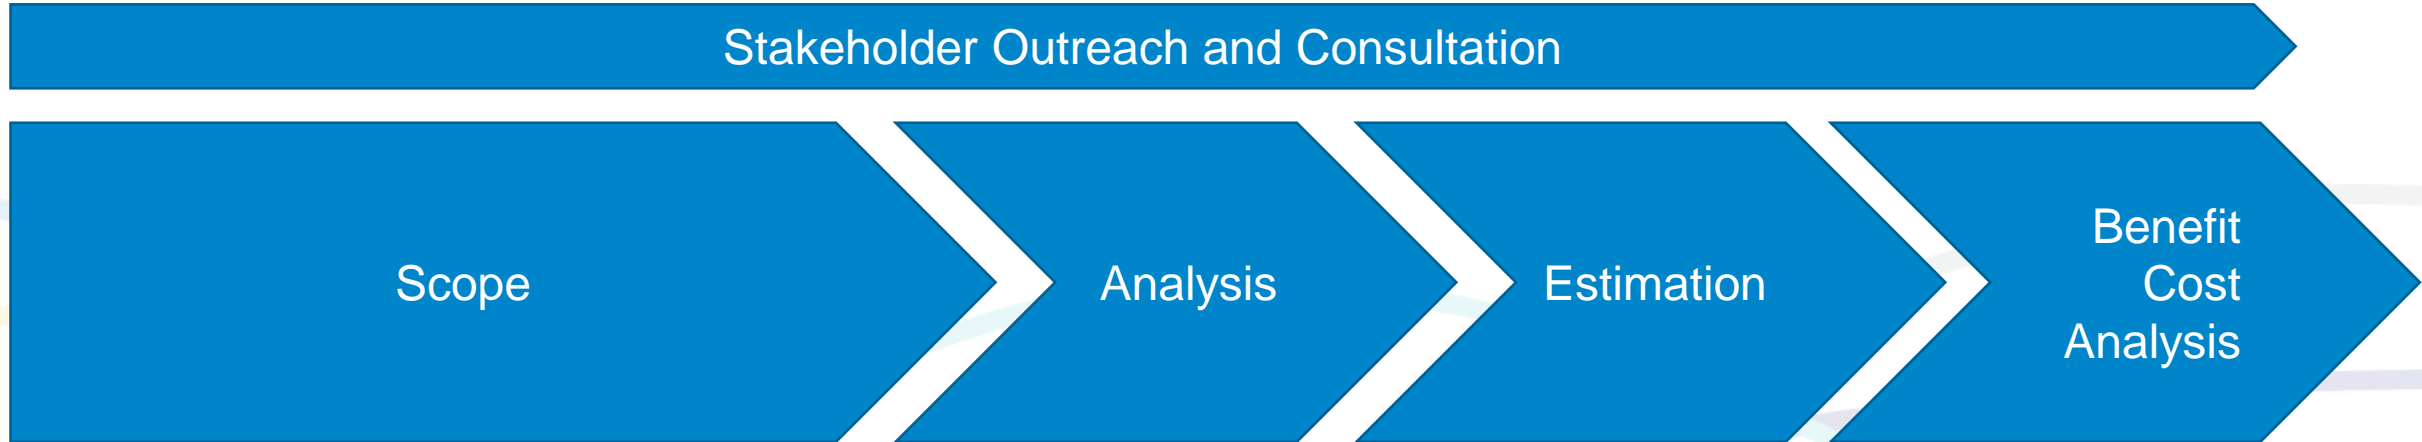 Stakeholder Outreach and Consultation
Scope
Analysis
Estimation
Benefit
Cost
Analysis